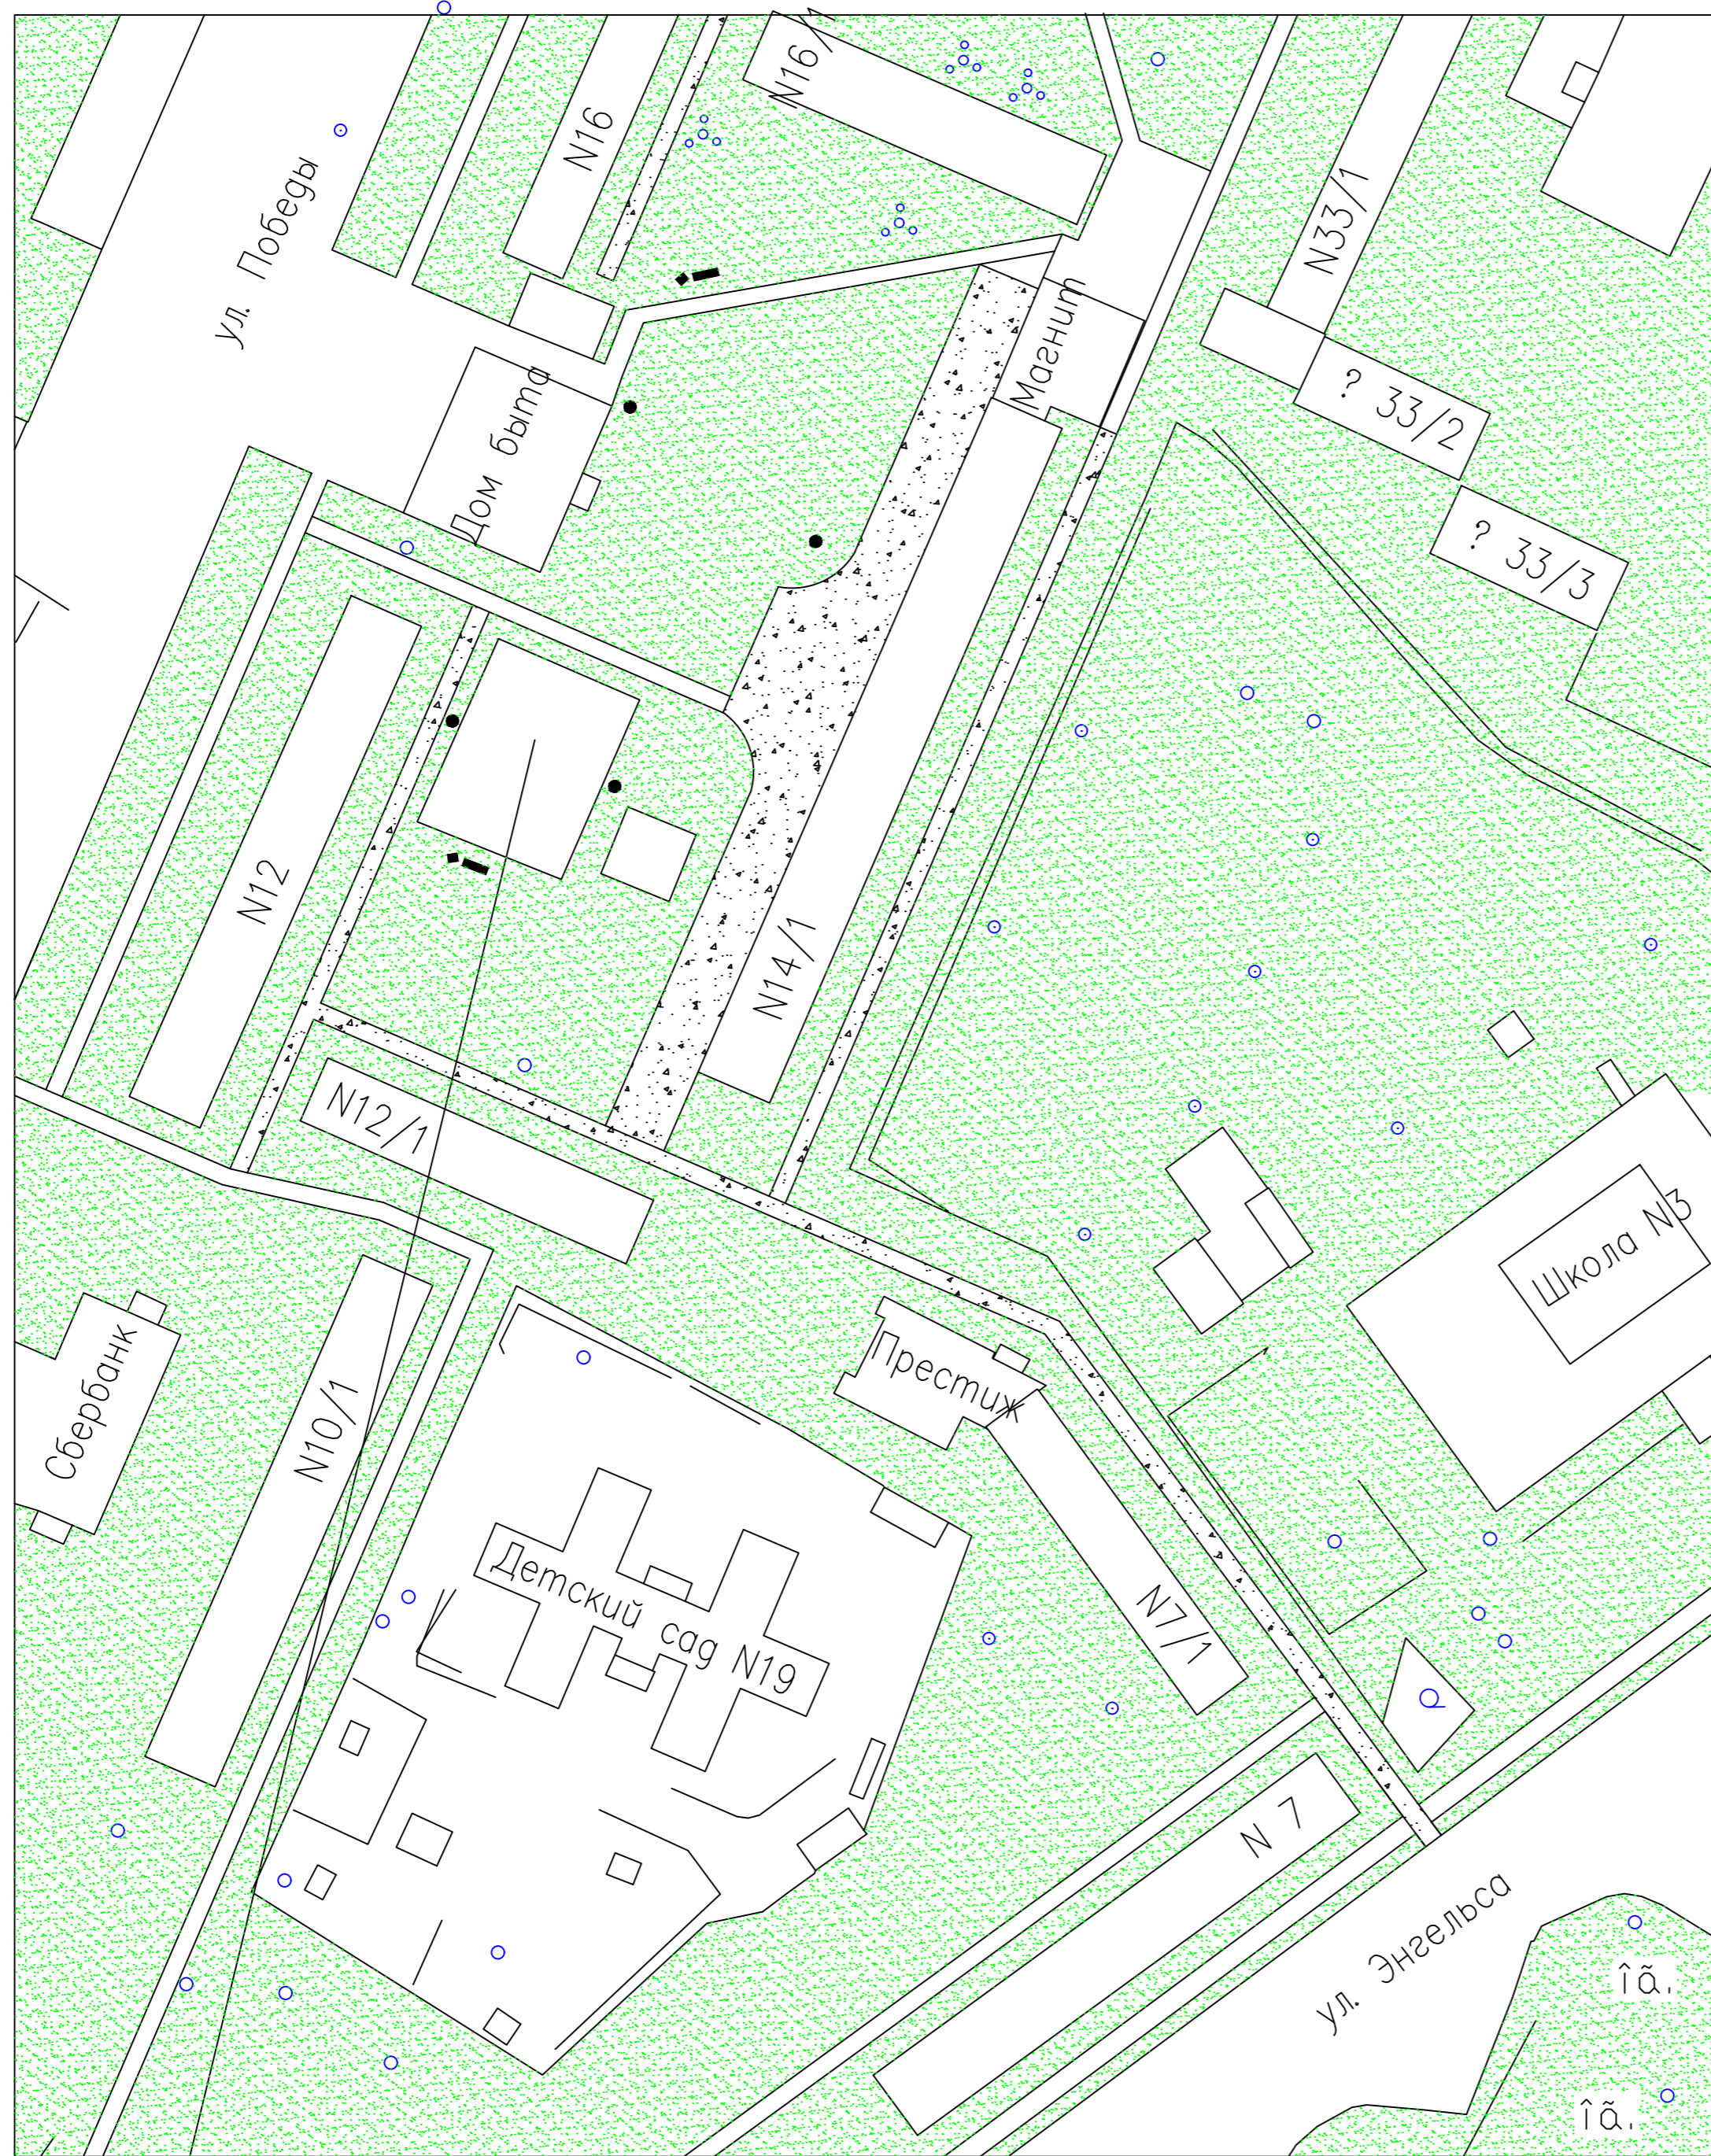 N16/1
N16
ул. Победы
N33/1
Магнит
? 33/2
Дом быта
? 33/3
N12
N14/1
N12/1
Школа N3
Сбербанк
Престиж
N10/1
Детский сад N19
N7/1
N 7
ул. Энгельса
îã.
îã.